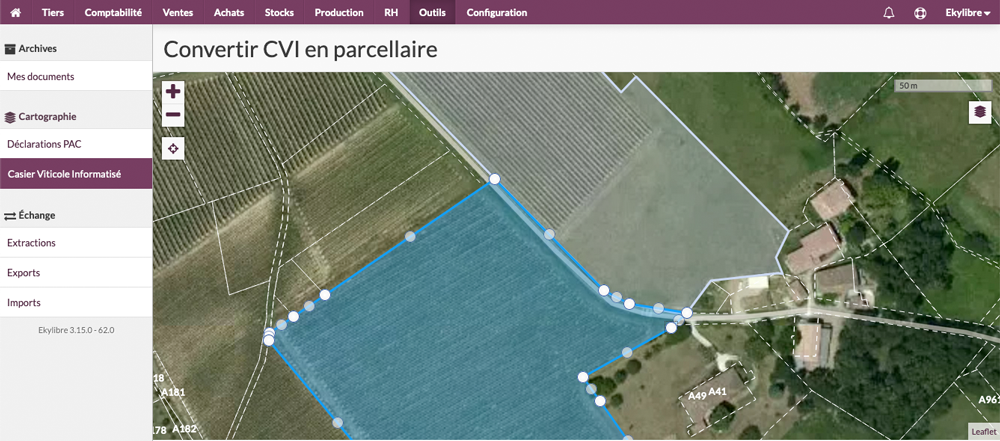 Tiers Comptabilité Ventes Achats Stocks Production RH Outils Configuration Ekylibre
Archives
Mes documents
Cartographie
Déclarations PAC
Casier Viticole Informatisé
Échange
Extractions
Exports
Imports
Ekylibre 3.15.0 - 62.0
Convertir CVI en parcellaire
50 m
18
A181
178 A182
A49 A41
A96
Leaflet